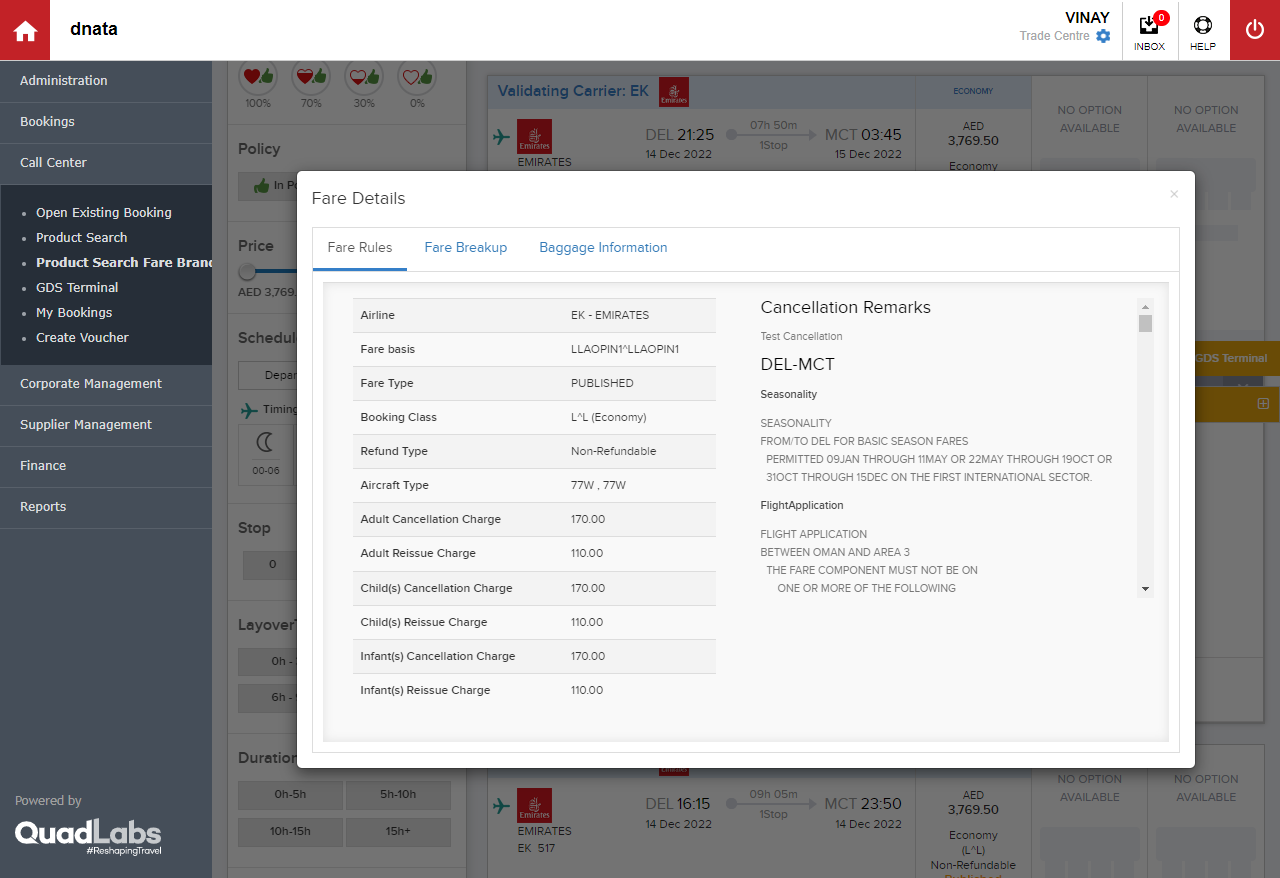 dnata
VINAY
Trade Centre
0
INBOX
HELP
Administration
Bookings
Call Center
Open Existing Booking
Product Search
Product Search Fare Bran
GDS Terminal
My Bookings
Create Voucher
Corporate Management
Supplier Management
Finance
Reports
Powered by
QuadLabs
#ReshapingTravel
100% 70% 30% 0%
Policy
In Po
Price
AED 3,769.
Schedul
Depar
Timing
00-06
Stop
0
Layover
0h -
6h -
Duration
0h-5h 5h-10h
10h-15h 15h+
Validating Carrier: EK Emirates
ECONOMY
NO OPTION AVAILABLE
NO OPTION AVAILABLE
Emirates
EMIRATES
DEL 21:25
14 Dec 2022
07h 50m
1Stop
MCT 03:45
15 Dec 2022
AED
3,769.50
Economy
Fare Details
×
Fare Rules Fare Breakup Baggage Information
Airline EK - EMIRATES
Fare basis LLAOPIN1^LLAOPIN1
Fare Type PUBLISHED
Booking Class L^L (Economy)
Refund Type Non-Refundable
Aircraft Type 77W , 77W
Adult Cancellation Charge 170.00
Adult Reissue Charge 110.00
Child(s) Cancellation Charge 170.00
Child(s) Reissue Charge 110.00
Infant(s) Cancellation Charge 170.00
Infant(s) Reissue Charge 110.00
Cancellation Remarks
Test Cancellation
DEL-MCT
Seasonality
SEASONALITY
FROM/TO DEL FOR BASIC SEASON FARES
PERMITTED 09JAN THROUGH 11MAY OR 22MAY THROUGH 19OCT OR
31OCT THROUGH 15DEC ON THE FIRST INTERNATIONAL SECTOR.
FlightApplication
FLIGHT APPLICATION
BETWEEN OMAN AND AREA 3
THE FARE COMPONENT MUST NOT BE ON
ONE OR MORE OF THE FOLLOWING
GDS Terminal
Emirates
Emirates
EMIRATES
EK 517
DEL 16:15
14 Dec 2022
09h 05m
1Stop
MCT 23:50
14 Dec 2022
AED
3,769.50
Economy
(L^L)
Non-Refundable
Published
NO OPTION AVAILABLE
NO OPTION AVAILABLE